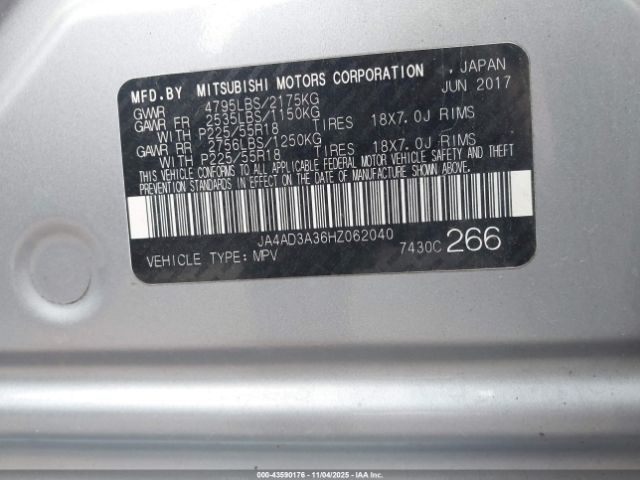 MFD.BY MITSUBISHI MOTORS CORPORATION , JAPAN
GVWR 4795LBS/2175KG JUN 2017
GAWR FR 2535LBS/1150KG
WITH P225/55R18 TIRES 18X7.0J RIMS
GAWR RR 2756LBS/1250KG
WITH P225/55R18 TIRES 18X7.0J RIMS
THIS VEHICLE CONFORMS TO ALL APPLICABLE FEDERAL MOTOR VEHICLE SAFETY AND THEFT
PREVENTION STANDARDS IN EFFECT ON THE DATE OF MANUFACTURE SHOWN ABOVE.
JA4AD3A36HZ062040
VEHICLE TYPE: MPV 7430C 266
000-43590176 - 11/04/2025 - IAAHC